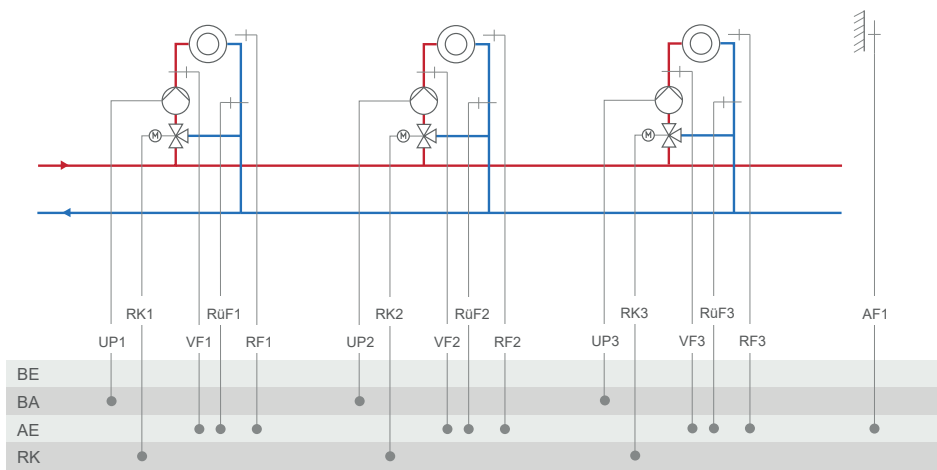 M M M
RK1 RüF1 RK2 RüF2 RK3 RüF3 AF1
UP1 VF1 RF1 UP2 VF2 RF2 UP3 VF3 RF3
BE
BA
AE
RK